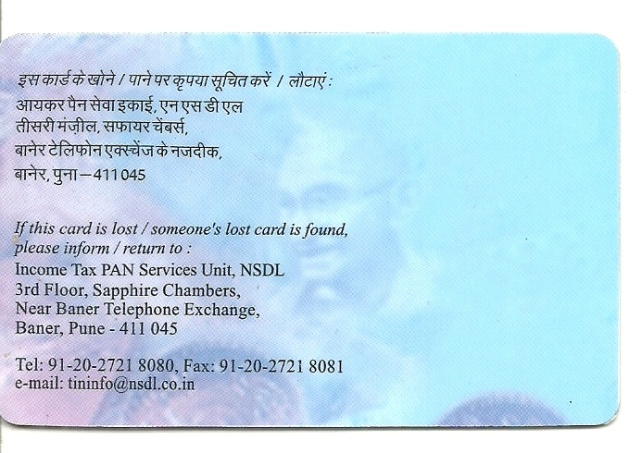 इस कार्ड के खोने / पाने पर कृपया सूचित करें / लौटाएं :
आयकर पैन सेवा इकाई, एन एस डी एल
तीसरी मंज़ील, सफायर चेंबर्स,
बानेर टेलिफोन एक्स्चेंज के नजदीक,
बानेर, पुना – 411 045
If this card is lost / someone's lost card is found,
please inform / return to :
Income Tax PAN Services Unit, NSDL
3rd Floor, Sapphire Chambers,
Near Baner Telephone Exchange,
Baner, Pune - 411 045
Tel: 91-20-2721 8080, Fax: 91-20-2721 8081
e-mail: tininfo@nsdl.co.in